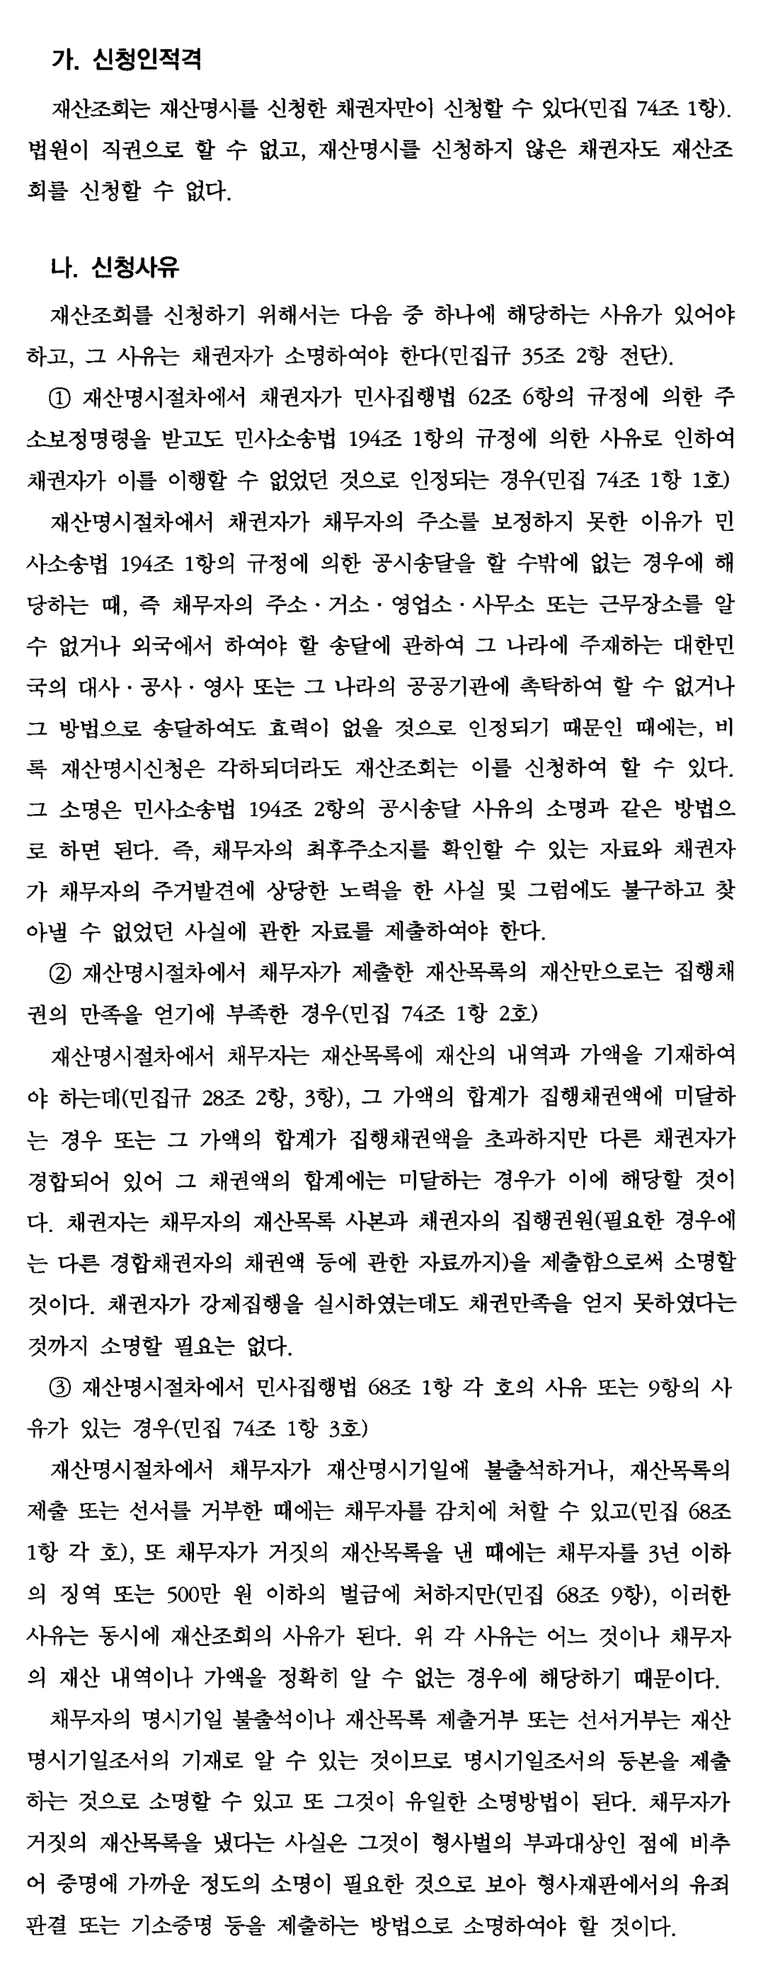 가. 신청인적격
재산조회는 재산명시를 신청한 채권자만이 신청할 수 있다(민집 74조 1항).
법원이 직권으로 할 수 없고, 재산명시를 신청하지 않은 채권자도 재산조
회를 신청할 수 없다.
나. 신청사유
재산조회를 신청하기 위해서는 다음 중 하나에 해당하는 사유가 있어야
하고, 그 사유는 채권자가 소명하여야 한다(민집규 35조 2항 전단).
① 재산명시절차에서 채권자가 민사집행법 62조 6항의 규정에 의한 주
소보정명령을 받고도 민사소송법 194조 1항의 규정에 의한 사유로 인하여
채권자가 이를 이행할 수 없었던 것으로 인정되는 경우(민집 74조 1항 1호)
재산명시절차에서 채권자가 채무자의 주소를 보정하지 못한 이유가 민
사소송법 194조 1항의 규정에 의한 공시송달을 할 수밖에 없는 경우에 해
당하는 때, 즉 채무자의 주소·거소·영업소·사무소 또는 근무장소를 알
수 없거나 외국에서 하여야 할 송달에 관하여 그 나라에 주재하는 대한민
국의 대사·공사·영사 또는 그 나라의 공공기관에 촉탁하여 할 수 없거나
그 방법으로 송달하여도 효력이 없을 것으로 인정되기 때문인 때에는, 비
록 재산명시신청은 각하되더라도 재산조회는 이를 신청하여 할 수 있다.
그 소명은 민사소송법 194조 2항의 공시송달 사유의 소명과 같은 방법으
로 하면 된다. 즉, 채무자의 최후주소지를 확인할 수 있는 자료와 채권자
가 채무자의 주거발견에 상당한 노력을 한 사실 및 그럼에도 불구하고 찾
아낼 수 없었던 사실에 관한 자료를 제출하여야 한다.
② 재산명시절차에서 채무자가 제출한 재산목록의 재산만으로는 집행채
권의 만족을 얻기에 부족한 경우(민집 74조 1항 2호)
재산명시절차에서 채무자는 재산목록에 재산의 내역과 가액을 기재하여
야 하는데(민집규 28조 2항, 3항), 그 가액의 합계가 집행채권액에 미달하
는 경우 또는 그 가액의 합계가 집행채권액을 초과하지만 다른 채권자가
경합되어 있어 그 채권액의 합계에는 미달하는 경우가 이에 해당할 것이
다. 채권자는 채무자의 재산목록 사본과 채권자의 집행권원(필요한 경우에
는 다른 경합채권자의 채권액 등에 관한 자료까지)을 제출함으로써 소명할
것이다. 채권자가 강제집행을 실시하였는데도 채권만족을 얻지 못하였다는
것까지 소명할 필요는 없다.
③ 재산명시절차에서 민사집행법 68조 1항 각 호의 사유 또는 9항의 사
유가 있는 경우(민집 74조 1항 3호)
재산명시절차에서 채무자가 재산명시기일에 불출석하거나, 재산목록의
제출 또는 선서를 거부한 때에는 채무자를 감치에 처할 수 있고(민집 68조
1항 각 호), 또 채무자가 거짓의 재산목록을 낸 때에는 채무자를 3년 이하
의 징역 또는 500만 원 이하의 벌금에 처하지만(민집 68조 9항), 이러한
사유는 동시에 재산조회의 사유가 된다. 위 각 사유는 어느 것이나 채무자
의 재산 내역이나 가액을 정확히 알 수 없는 경우에 해당하기 때문이다.
채무자의 명시기일 불출석이나 재산목록 제출거부 또는 선서거부는 재산
명시기일조서의 기재로 알 수 있는 것이므로 명시기일조서의 등본을 제출
하는 것으로 소명할 수 있고 또 그것이 유일한 소명방법이 된다. 채무자가
거짓의 재산목록을 냈다는 사실은 그것이 형사벌의 부과대상인 점에 비추
어 증명에 가까운 정도의 소명이 필요한 것으로 보아 형사재판에서의 유죄
판결 또는 기소증명 등을 제출하는 방법으로 소명하여야 할 것이다.